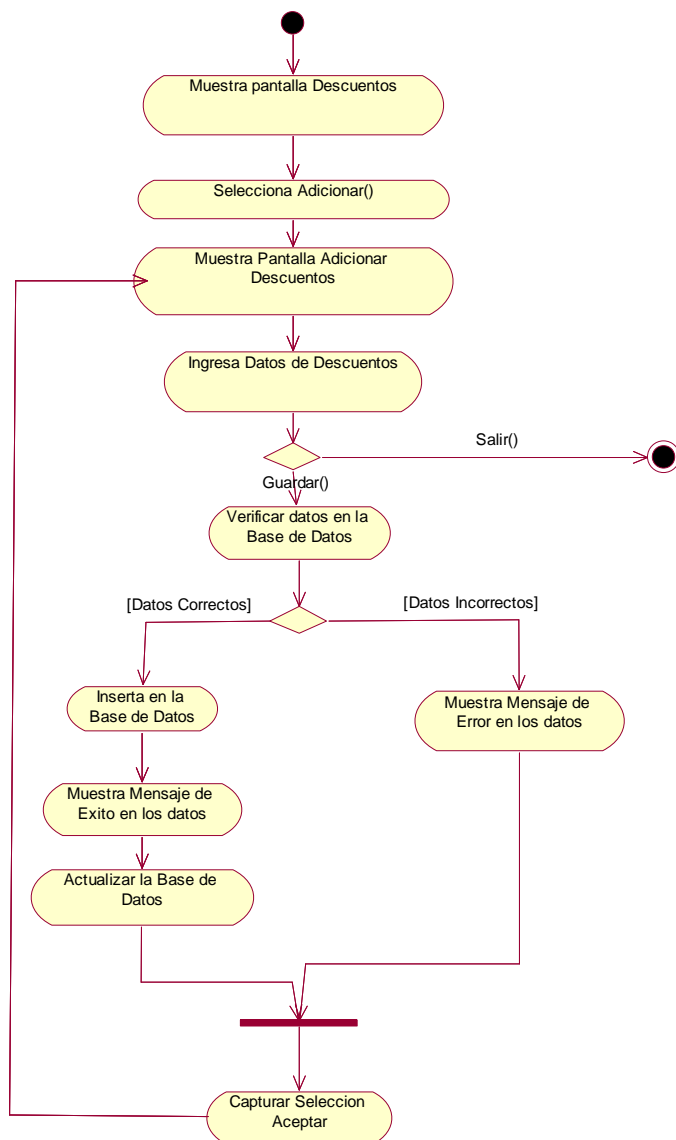 Muestra pantalla Descuentos
Selecciona Adicionar()
Muestra Pantalla Adicionar
Descuentos
Ingresa Datos de Descuentos
Salir()
Guardar()
Verificar datos en la
Base de Datos
[Datos Correctos]
[Datos Incorrectos]
Inserta en la
Base de Datos
Muestra Mensaje de
Error en los datos
Muestra Mensaje de
Exito en los datos
Actualizar la Base de
Datos
Capturar Seleccion
Aceptar